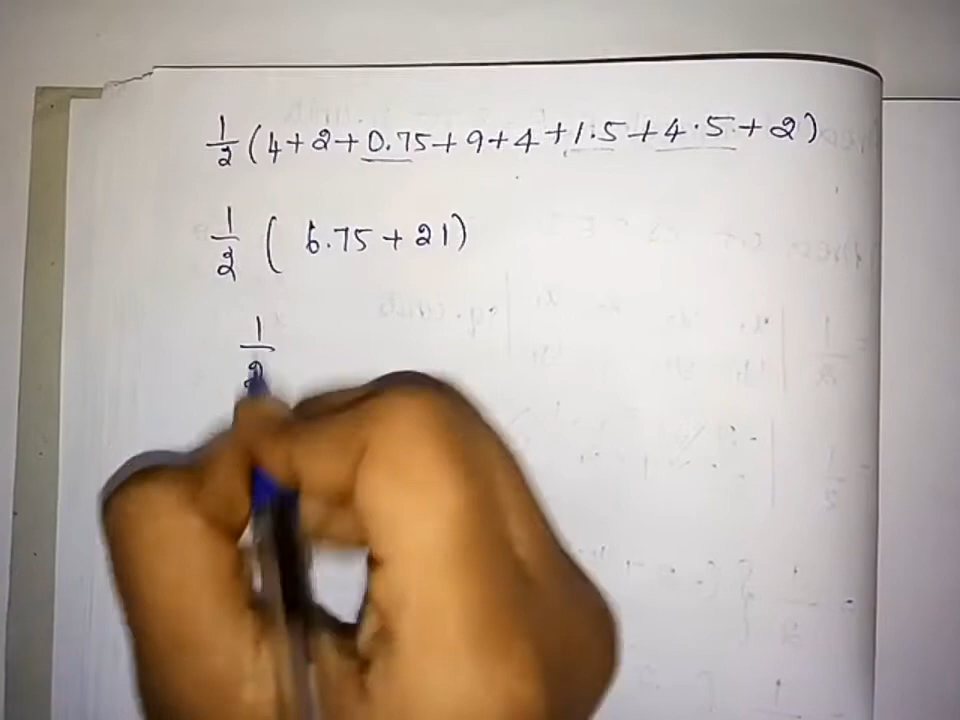 1/2 (4+2+0.75+9+4+1.5+4.5+2)
1/2 ( 6.75+21)
1/2